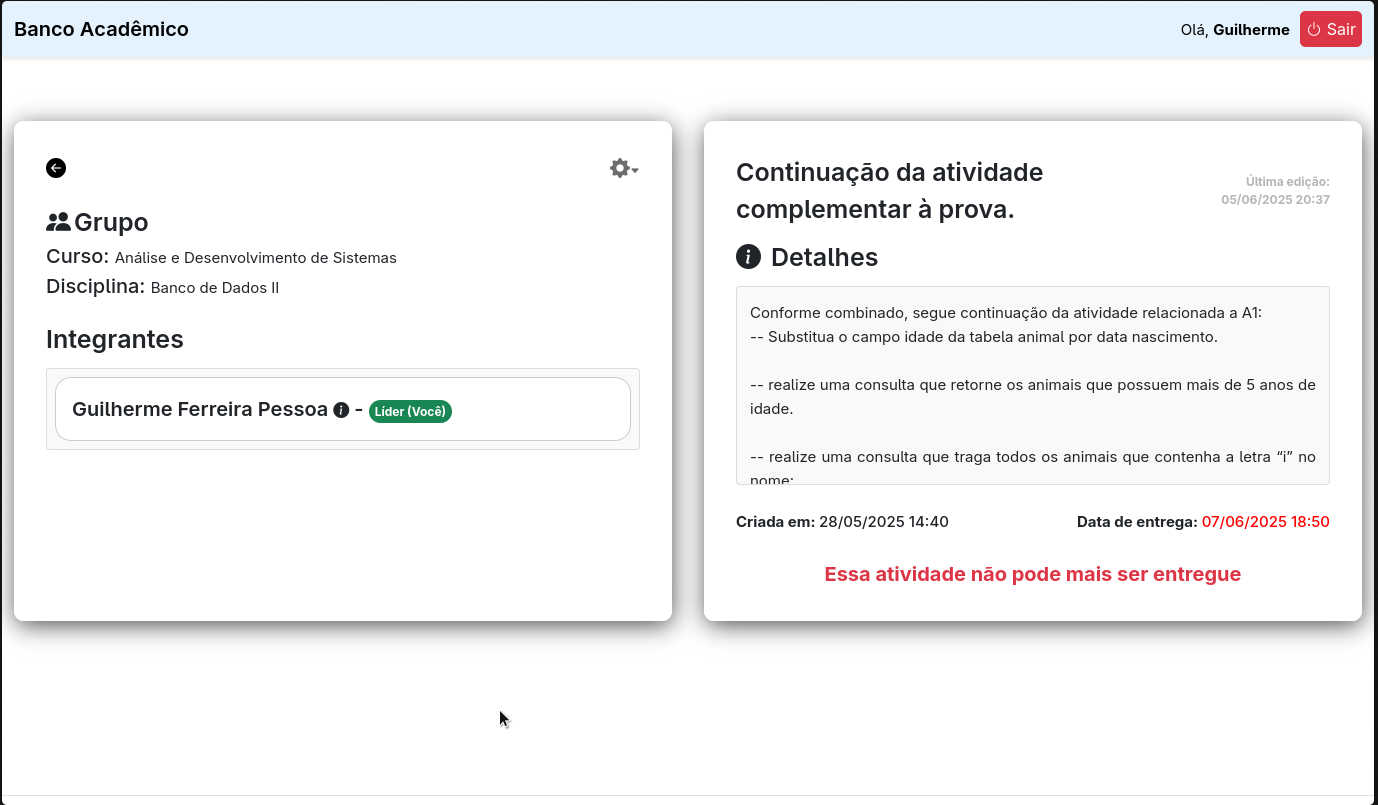 Banco Acadêmico
Olá, Guilherme
Sair
Grupo
Curso: Análise e Desenvolvimento de Sistemas
Disciplina: Banco de Dados II
Integrantes
Guilherme Ferreira Pessoa - Líder (Você)
Continuação da atividade
complementar à prova.
Última edição:
05/06/2025 20:37
Detalhes
Conforme combinado, segue continuação da atividade relacionada a A1:
-- Substitua o campo idade da tabela animal por data nascimento.
-- realize uma consulta que retorne os animais que possuem mais de 5 anos de
idade.
-- realize uma consulta que traga todos os animais que contenha a letra “i” no
nome;
Criada em: 28/05/2025 14:40
Data de entrega: 07/06/2025 18:50
Essa atividade não pode mais ser entregue